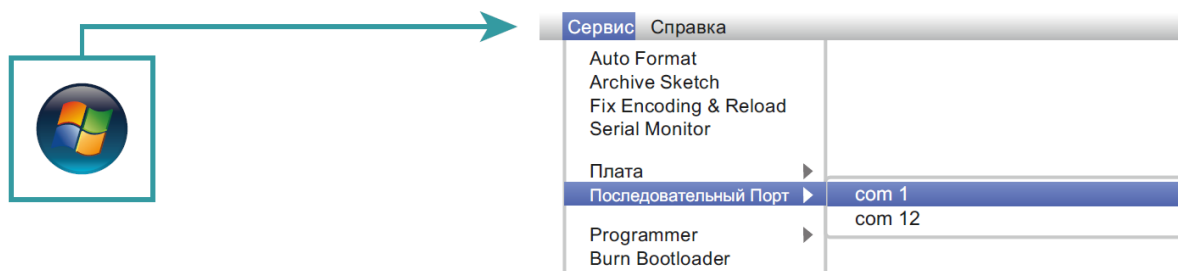 Сервис Справка
Auto Format
Archive Sketch
Fix Encoding & Reload
Serial Monitor
Плата
Последовательный Порт
com 1
com 12
Programmer
Burn Bootloader